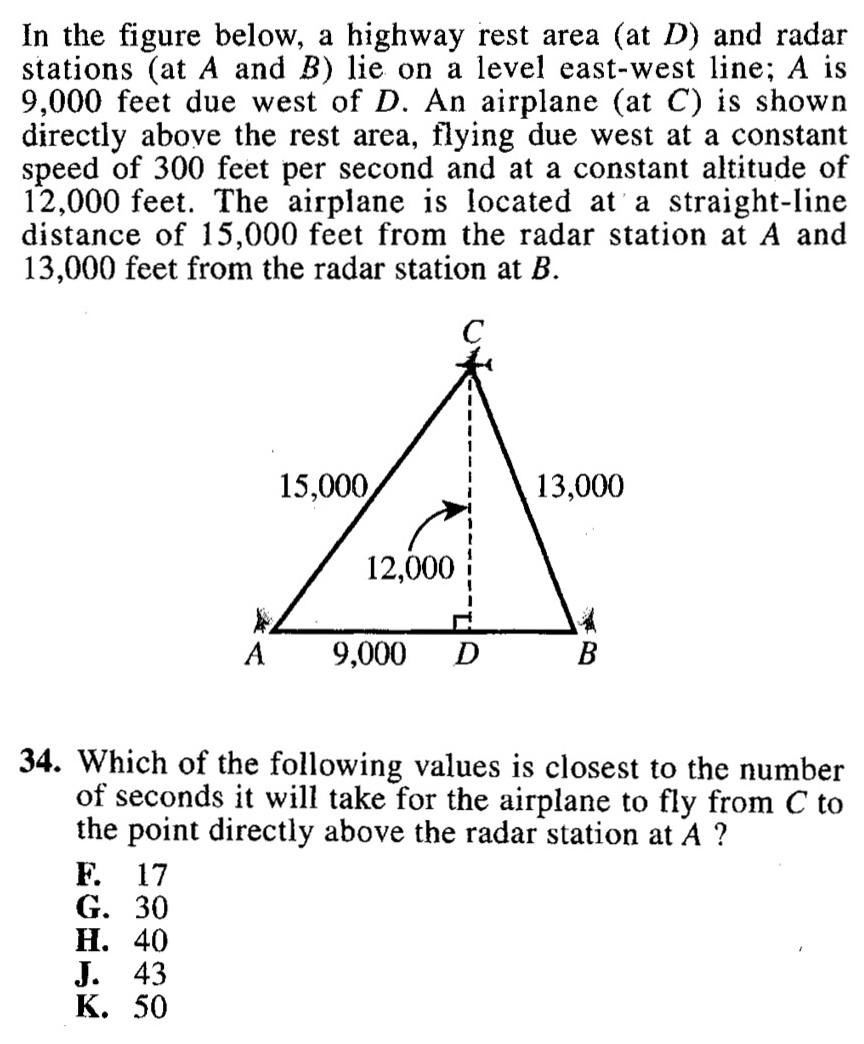 In the figure below, a highway rest area (at D) and radar
stations (at A and B) lie on a level east-west line; A is
9,000 feet due west of D. An airplane (at C) is shown
directly above the rest area, flying due west at a constant
speed of 300 feet per second and at a constant altitude of
12,000 feet. The airplane is located at a straight-line
distance of 15,000 feet from the radar station at A and
13,000 feet from the radar station at B.
C
15,000
13,000
12,000
A
9,000
D
B
34. Which of the following values is closest to the number
of seconds it will take for the airplane to fly from C to
the point directly above the radar station at A ?
F. 17
G. 30
H. 40
J. 43
K. 50